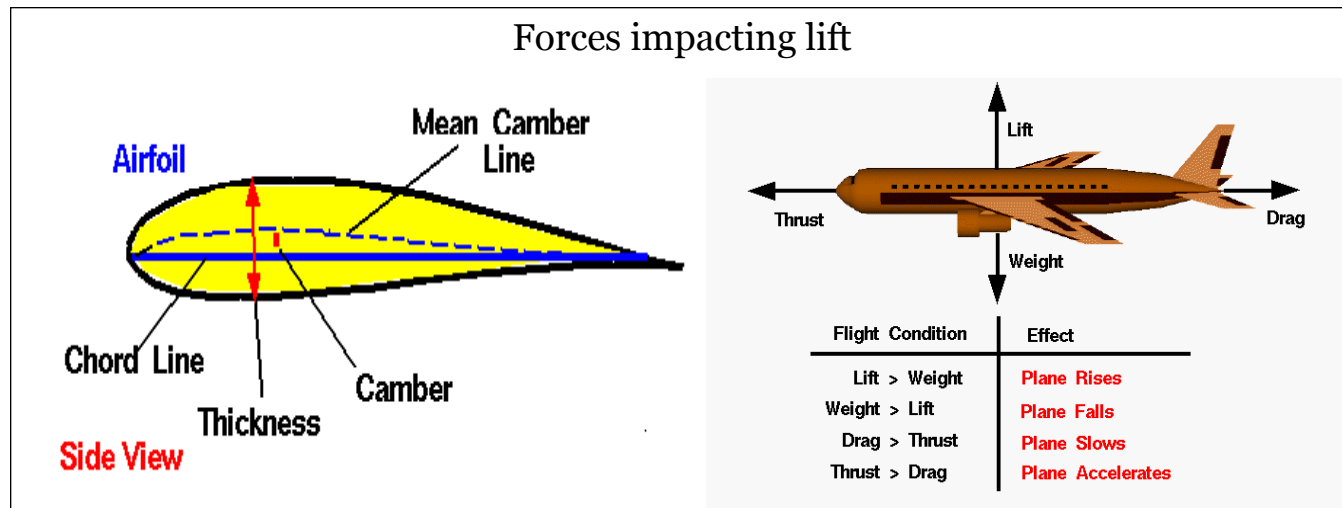 Forces impacting lift
Airfoil
Mean Camber
Line
Chord Line
Camber
Thickness
Side View
Lift
Thrust
Drag
Weight
Flight Condition Effect
Lift > Weight Plane Rises
Weight > Lift Plane Falls
Drag > Thrust Plane Slows
Thrust > Drag Plane Accelerates